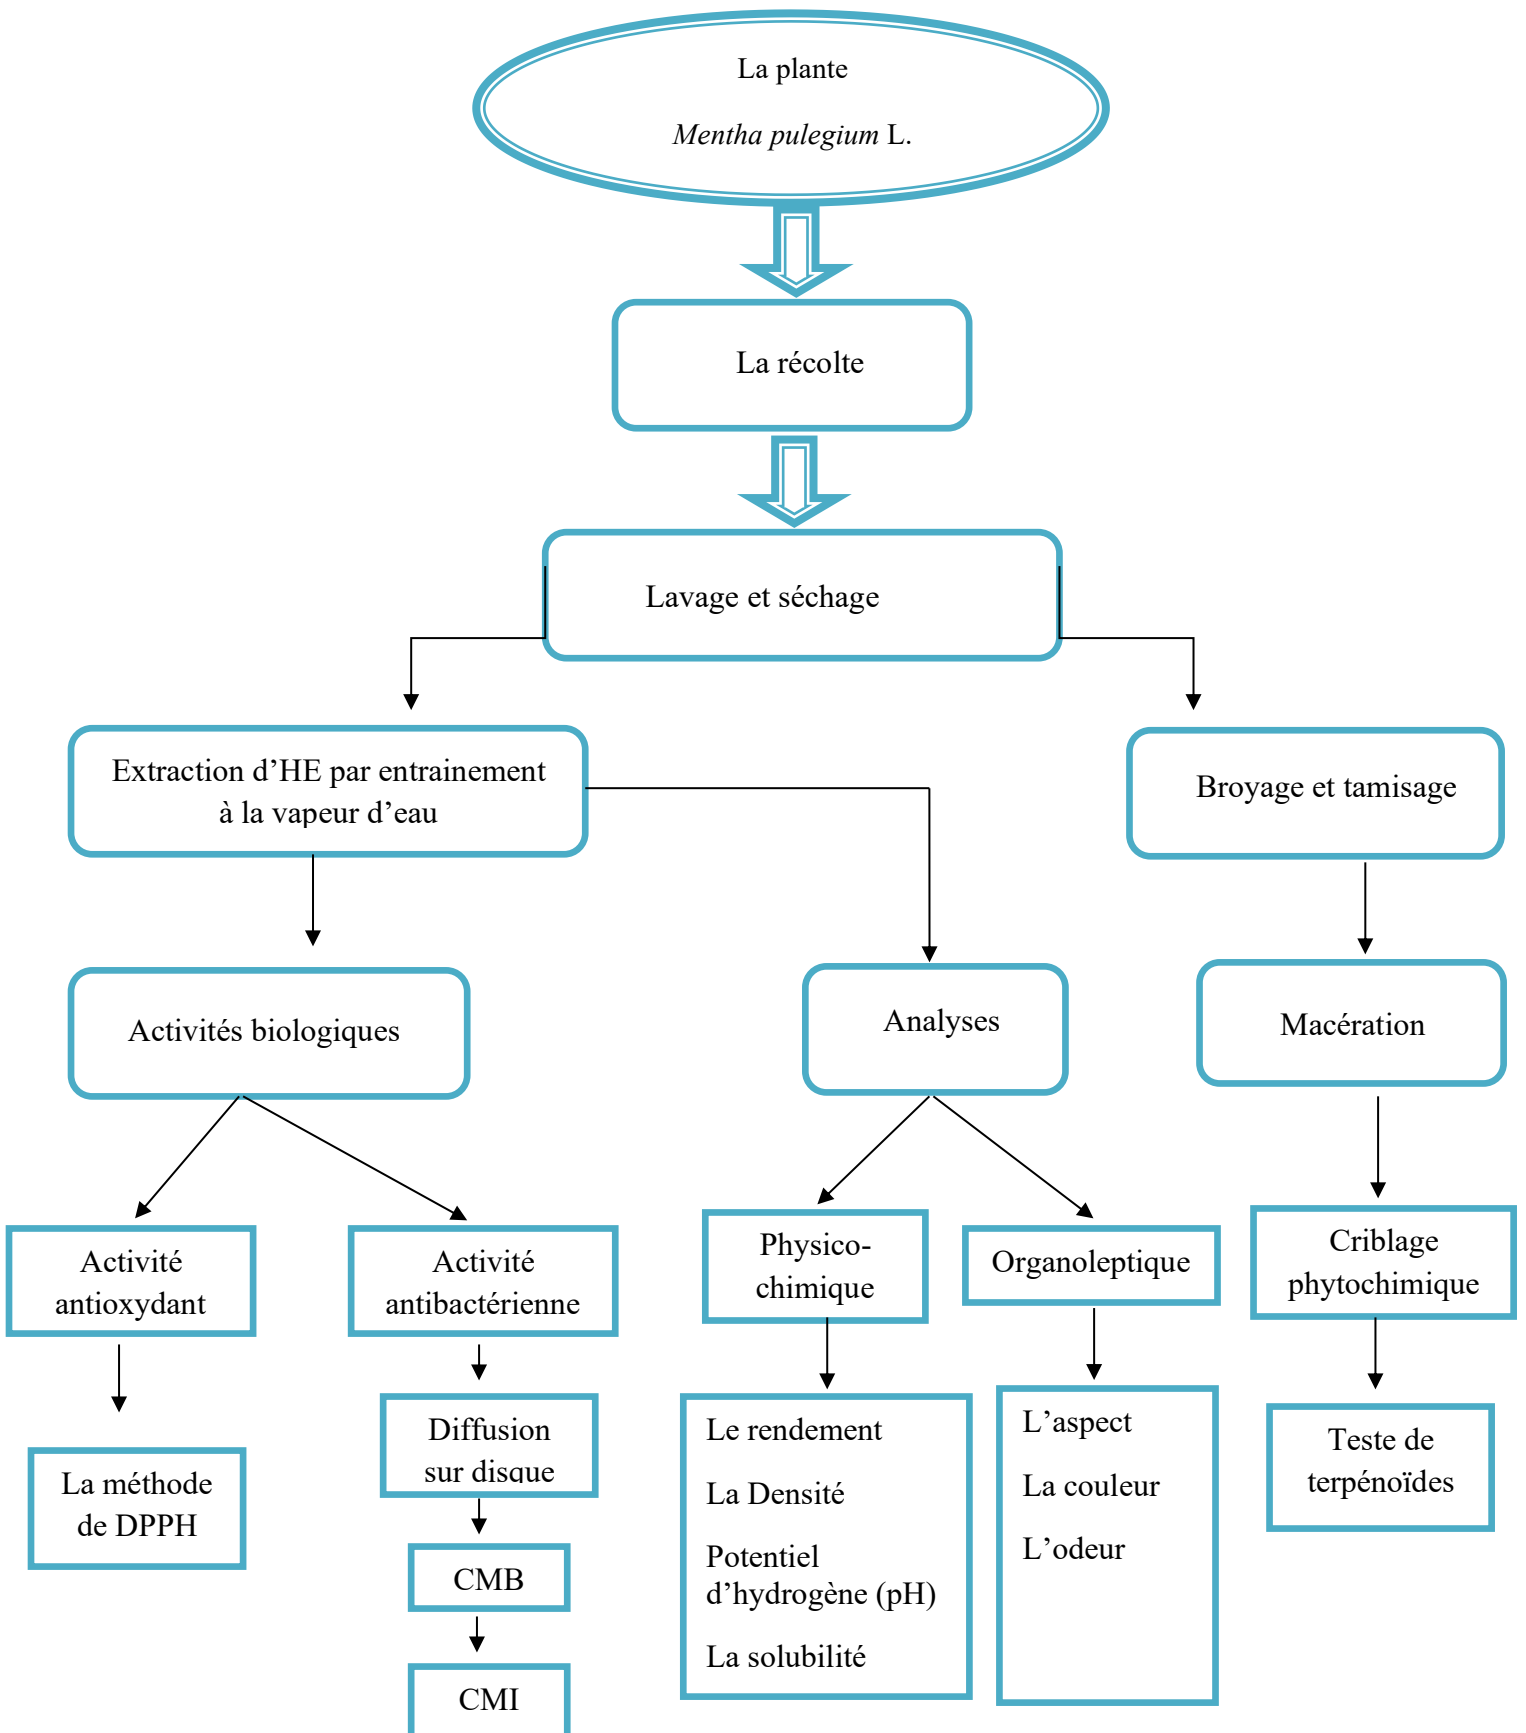 La plante
Mentha pulegium L.
La récolte
Lavage et séchage
Extraction d’HE par entrainement
à la vapeur d’eau
Broyage et tamisage
Activités biologiques
Analyses
Macération
Activité
antioxydant
Activité
antibactérienne
Physico-
chimique
Organoleptique
Criblage
phytochimique
La méthode
de DPPH
Diffusion
sur disque
CMB
CMI
Le rendement
La Densité
Potentiel
d’hydrogène (pH)
La solubilité
L’aspect
La couleur
L’odeur
Teste de
terpénoïdes